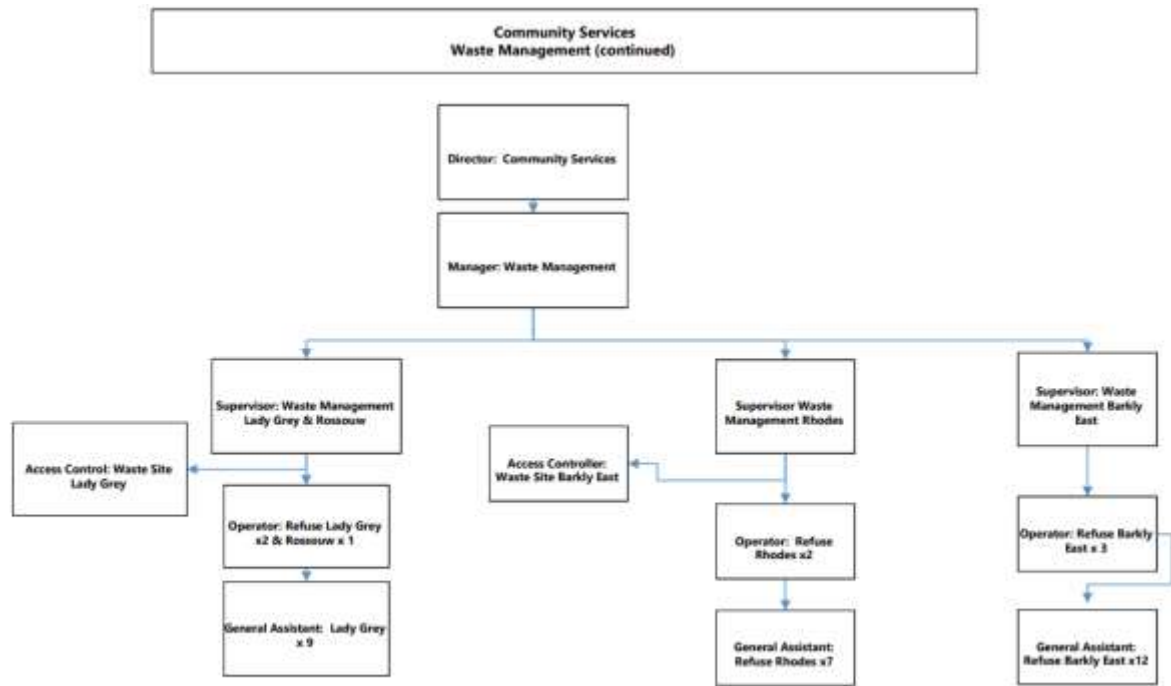 Community Services
Waste Management (continued)
Director: Community Services
Manager: Waste Management
Supervisor: Waste Management
Lady Grey & Rossouw
Supervisor Waste
Management Rhodes
Supervisor: Waste
Management Barkly
East
Access Control: Waste Site
Lady Grey
Access Controller:
Waste Site Barkly East
Operator: Refuse Lady Grey
x2 & Rossouw x 1
Operator: Refuse
Rhodes x2
Operator: Refuse Barkly
East x 3
General Assistant: Lady Grey
x 9
General Assistant:
Refuse Rhodes x7
General Assistant:
Refuse Barkly East x12